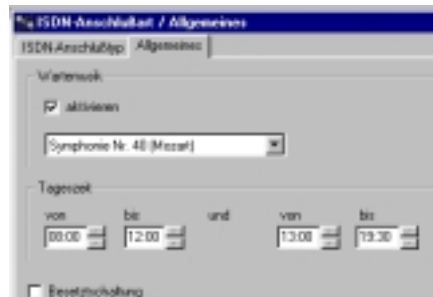 ISDN-Anschlußart / Allgemeines
ISDN-Anschlußtyp Allgemeines
Wartemusik
aktivieren
Symphonie Nr. 40 (Mozart)
Tageszeit
von bis und von bis
08:00 12:00 13:00 19:30
Besetztschaltung